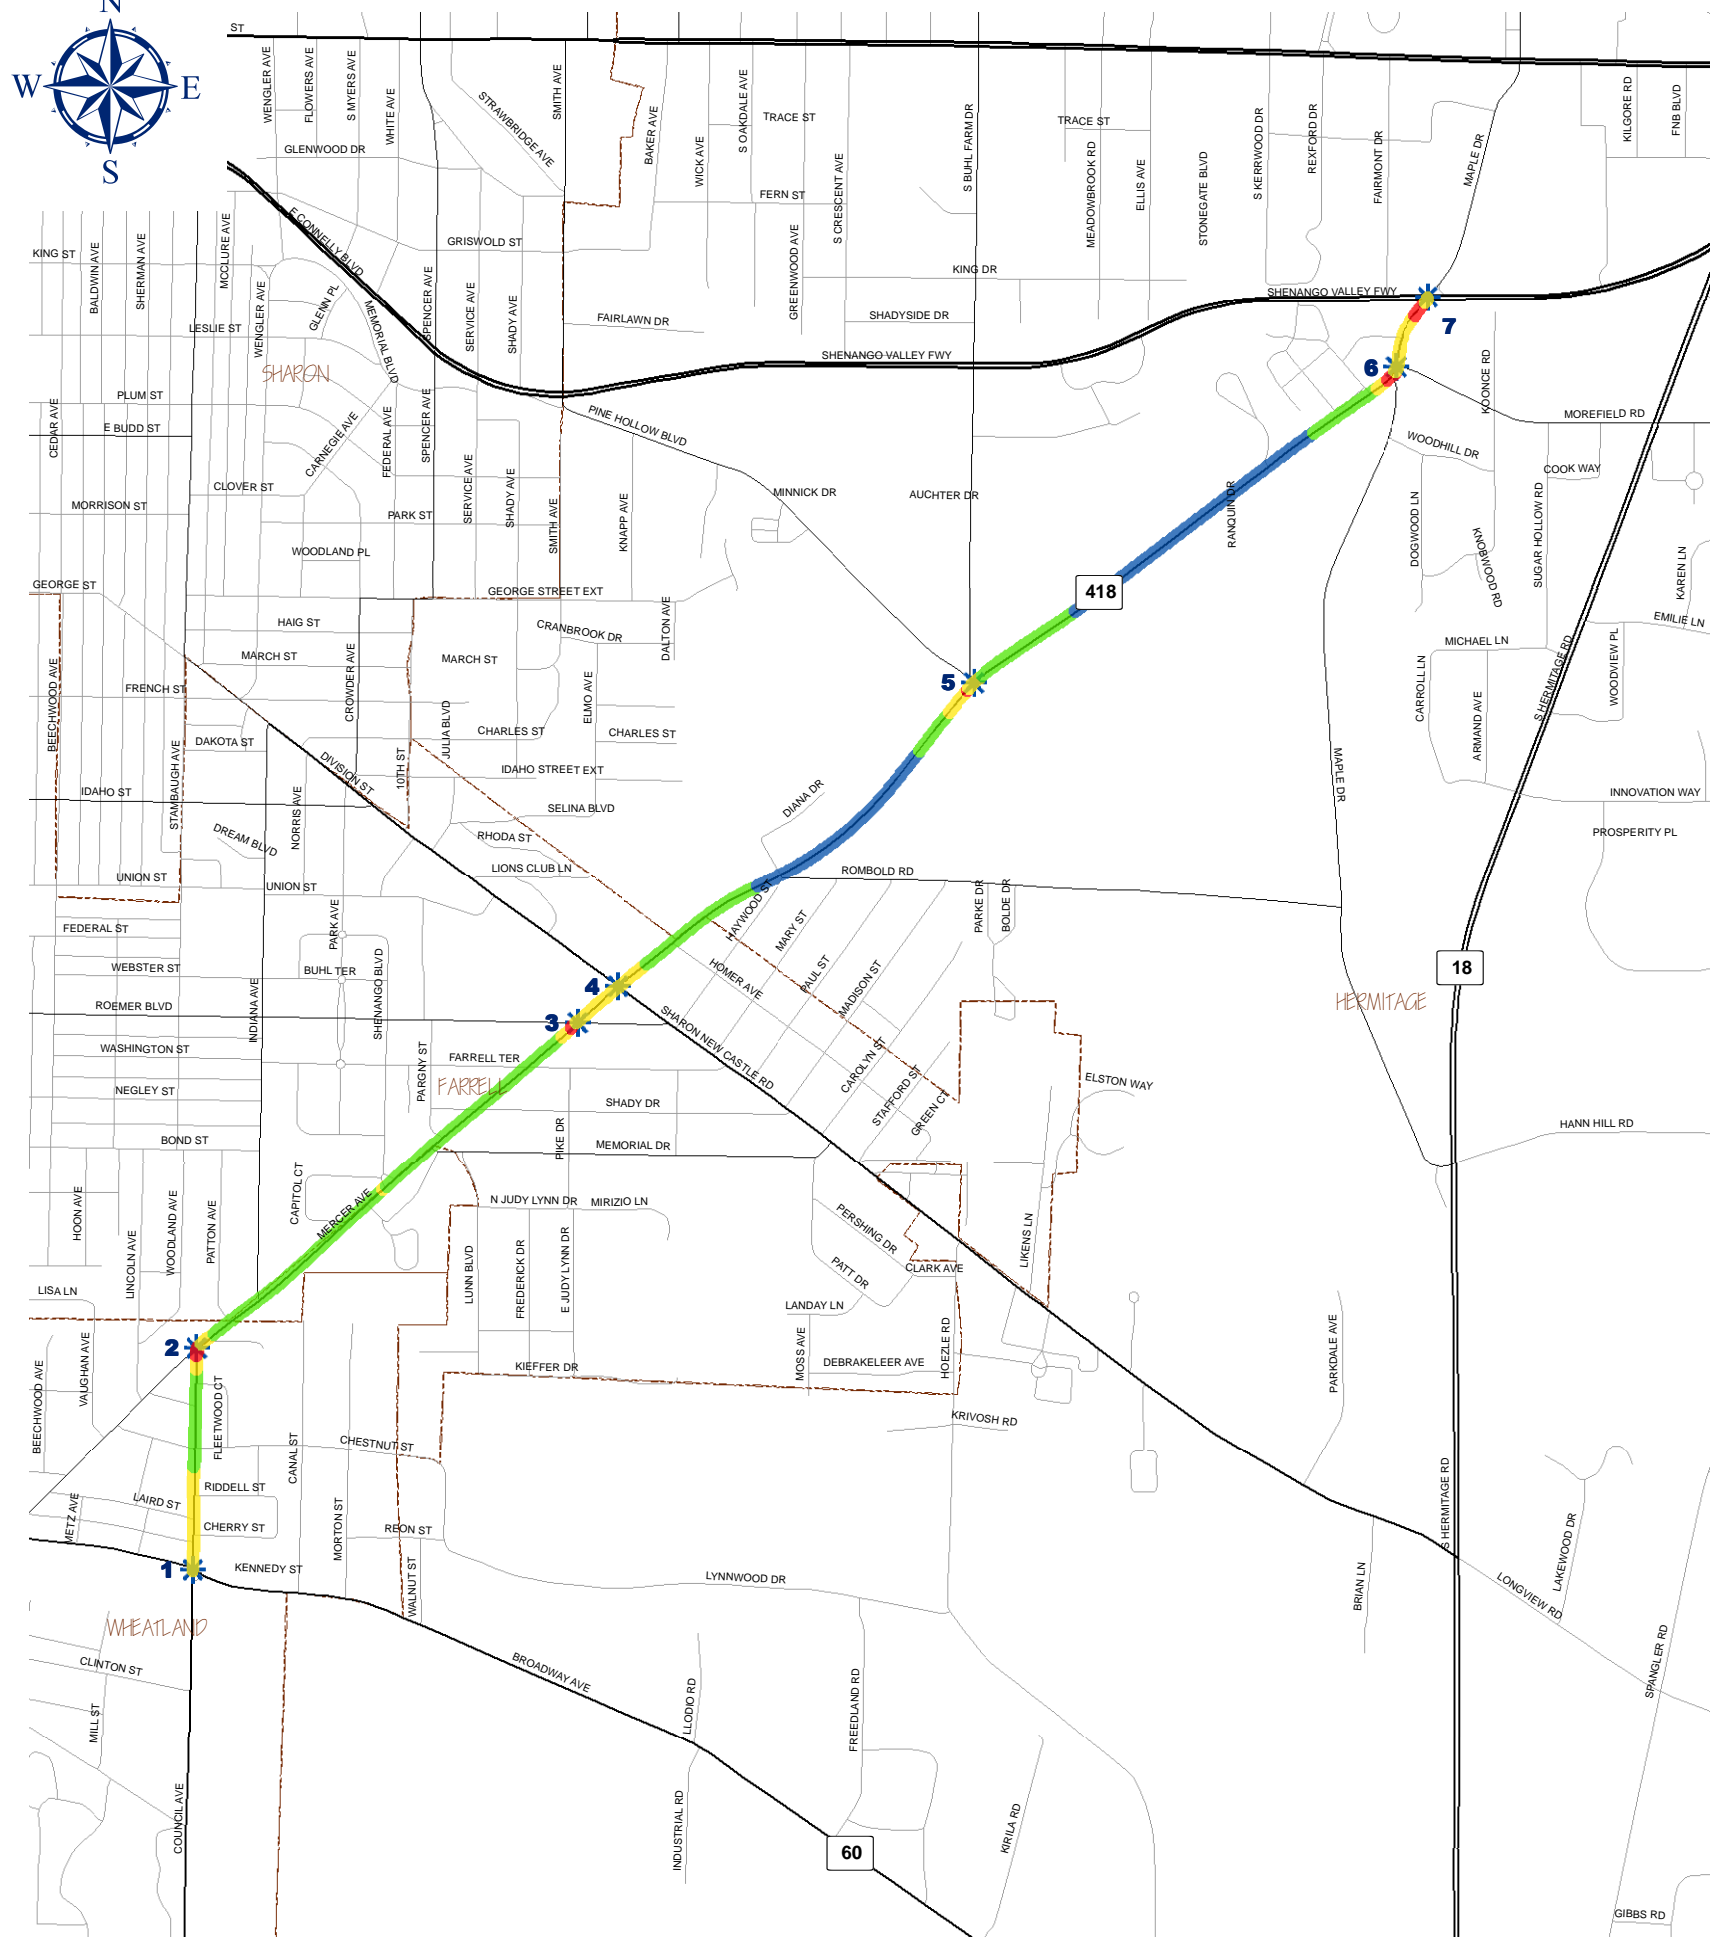 N
W
E
S
ST
WENGLER AVE
FLOWERS AVE
S MYERS AVE
WHITE AVE
STRAWBRIDGE AVE
SMITH AVE
BAKER AVE
WICK AVE
S OAKDALE AVE
TRACE ST
S CRESCENT AVE
S BUHL FARM DR
TRACE ST
MEADOWBROOK RD
ELLIS AVE
STONEGATE BLVD
S KERRWOOD DR
REXFORD DR
FAIRMONT DR
MAPLE DR
KILGORE RD
FNB BLVD
GLENWOOD DR
FERN ST
E CONNELLY BLVD
GRISWOLD ST
GREENWOOD AVE
KING DR
KING ST
BALDWIN AVE
SHERMAN AVE
MCCLURE AVE
WENGLER AVE
GLENN PL
MEMORIAL BLVD
SPENCER AVE
SERVICE AVE
SHADY AVE
FAIRLAWN DR
SHADYSIDE DR
SHENANGO VALLEY FWY
SHENANGO VALLEY FWY
7
6
LESLIE ST
SHARON
PLUM ST
E BUDD ST
CEDAR AVE
CARNEGIE AVE
FEDERAL AVE
SPENCER AVE
PINE HOLLOW BLVD
KOONCE RD
MOREFIELD RD
WOODHILL DR
COOK WAY
CLOVER ST
MORRISON ST
PARK ST
SERVICE AVE
SHADY AVE
SMITH AVE
KNAPP AVE
MINNICK DR
AUCHTER DR
RANQUIN DR
DOGWOOD LN
KNOBWOOD RD
SUGAR HOLLOW RD
KAREN LN
WOODLAND PL
GEORGE ST
GEORGE STREET EXT
418
EMILIE LN
HAIG ST
CRANBROOK DR
DALTON AVE
MICHAEL LN
MARCH ST
MARCH ST
CROWDER AVE
5
CARROLL LN
ARMAND AVE
S HERMITAGE RD
WOODVIEW PL
BEECHWOOD AVE
FRENCH ST
JULIA BLVD
ELMO AVE
CHARLES ST
CHARLES ST
DAKOTA ST
STAMBAUGH AVE
DIVISION ST
10TH ST
IDAHO STREET EXT
MAPLE DR
IDAHO ST
NORRIS AVE
SELINA BLVD
DIANA DR
INNOVATION WAY
DREAM BLVD
RHODA ST
PROSPERITY PL
UNION ST
UNION ST
LIONS CLUB LN
ROMBOLD RD
FEDERAL ST
PARK AVE
HAYWOOD ST
MARY ST
PARKE DR
BOLDE DR
WEBSTER ST
BUHL TER
SHENANGO BLVD
4
HOMER AVE
PAUL ST
MADISON ST
18
ROEMER BLVD
INDIANA AVE
3
SHARON NEW CASTLE RD
HERMITAGE
WASHINGTON ST
PARGNY ST
FARRELL TER
CAROLYN ST
STAFFORD ST
GREEN CT
ELSTON WAY
NEGLEY ST
FARRELL
SHADY DR
BOND ST
PIKE DR
MEMORIAL DR
HANN HILL RD
HOON AVE
LINCOLN AVE
WOODLAND AVE
PATTON AVE
CAPITOL CT
MERCER AVE
N JUDY LYNN DR
MIRIZIO LN
PERSHING DR
LIKENS LN
LISA LN
LUNN BLVD
FREDERICK DR
E JUDY LYNN DR
PATT DR
CLARK AVE
LANDAY LN
2
MOSS AVE
HOEZLE RD
PARKDALE AVE
BEECHWOOD AVE
VAUGHAN AVE
KIEFFER DR
DEBRAKELEER AVE
FLEETWOOD CT
KRIVOSH RD
CANAL ST
CHESTNUT ST
RIDDELL ST
METZ AVE
LAIRD ST
CHERRY ST
MORTON ST
REON ST
S HERMITAGE RD
LAKEWOOD DR
1
KENNEDY ST
WALNUT ST
LYNNWOOD DR
BRIAN LN
LONGVIEW RD
WHEATLAND
CLINTON ST
BROADWAY AVE
SPANGLER RD
MILL ST
LLODIO RD
FREEDLAND RD
COUNCIL AVE
INDUSTRIAL RD
60
KIRILA RD
GIBBS RD